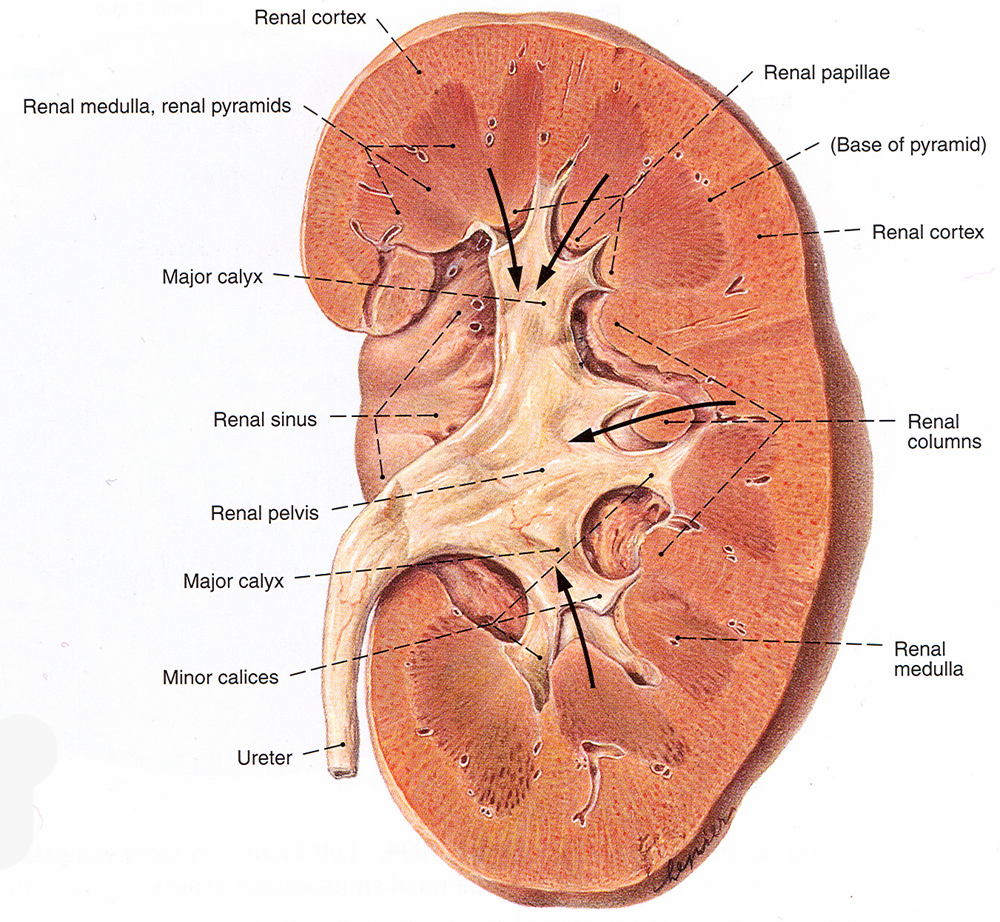 Renal cortex
Renal papillae
Renal medulla, renal pyramids
(Base of pyramid)
Renal cortex
Major calyx
Renal sinus
Renal
columns
Renal pelvis
Major calyx
Renal
medulla
Minor calices
Ureter